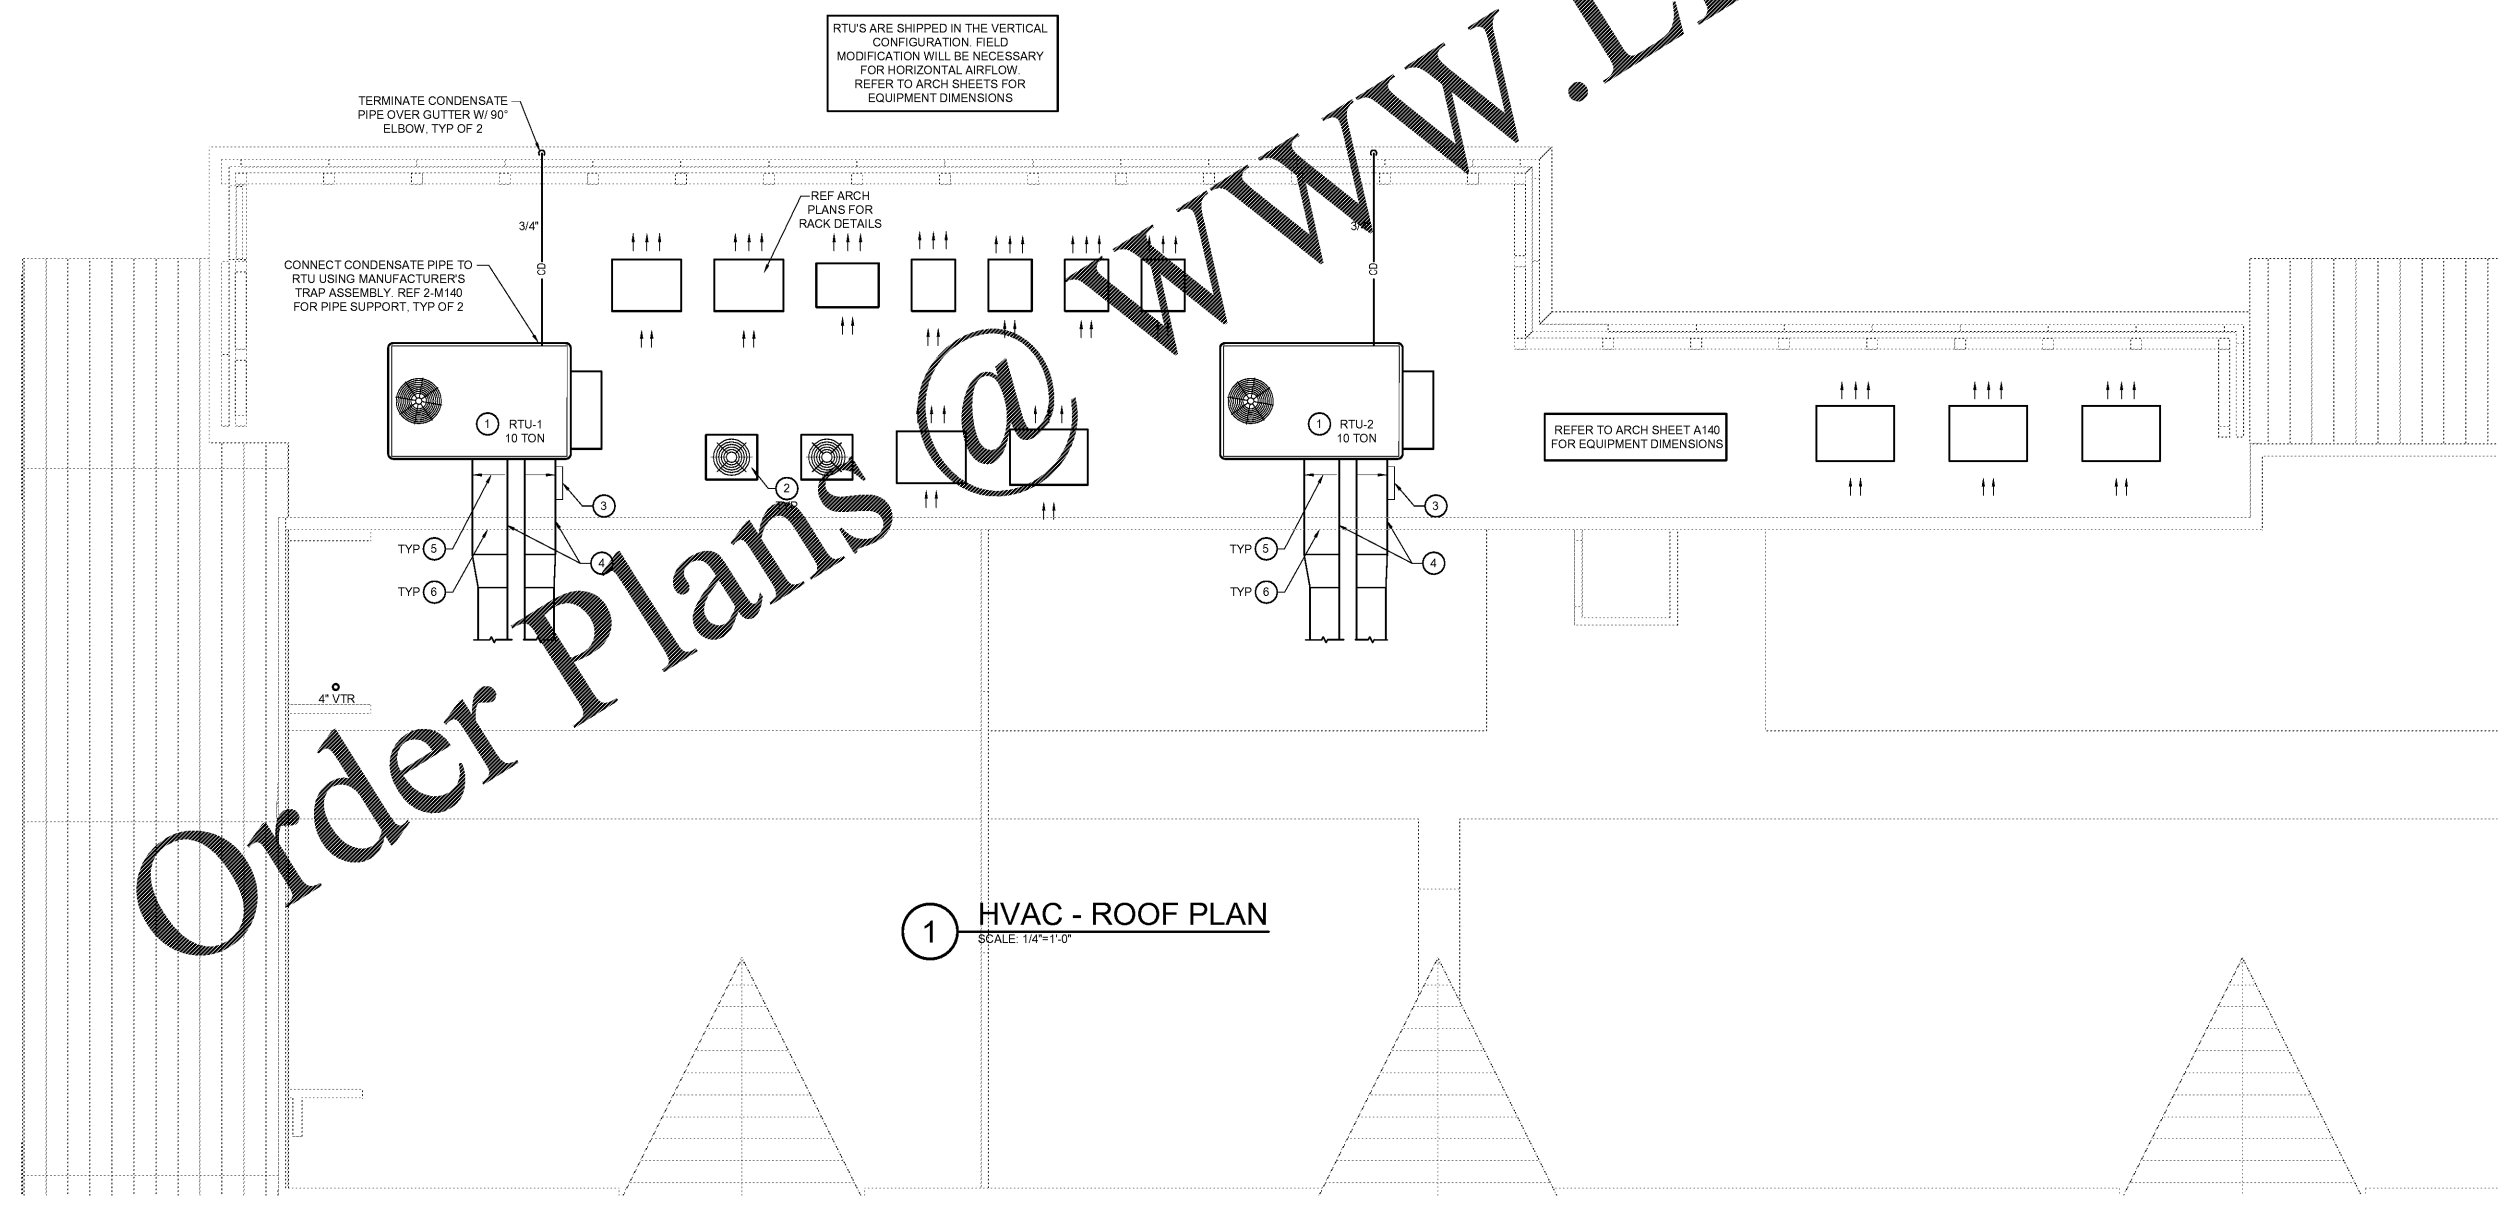 RTU'S ARE SHIPPED IN THE VERTICAL
CONFIGURATION. FIELD
MODIFICATION WILL BE NECESSARY
FOR HORIZONTAL AIRFLOW.
REFER TO ARCH SHEETS FOR
EQUIPMENT DIMENSIONS
TERMINATE CONDENSATE
PIPE OVER GUTTER W/ 90°
ELBOW, TYP OF 2
REF ARCH
PLANS FOR
RACK DETAILS
3/4"
3/4"
CONNECT CONDENSATE PIPE TO
RTU USING MANUFACTURER'S
TRAP ASSEMBLY. REF 2-M140
FOR PIPE SUPPORT, TYP OF 2
CD
CD
1 RTU-1
10 TON
1 RTU-2
10 TON
REFER TO ARCH SHEET A140
FOR EQUIPMENT DIMENSIONS
2
TYP
3
3
TYP 5
4
TYP 6
TYP 5
4
TYP 6
4" VTR
Order Plans @ www.
1 HVAC - ROOF PLAN
SCALE: 1/4"=1'-0"